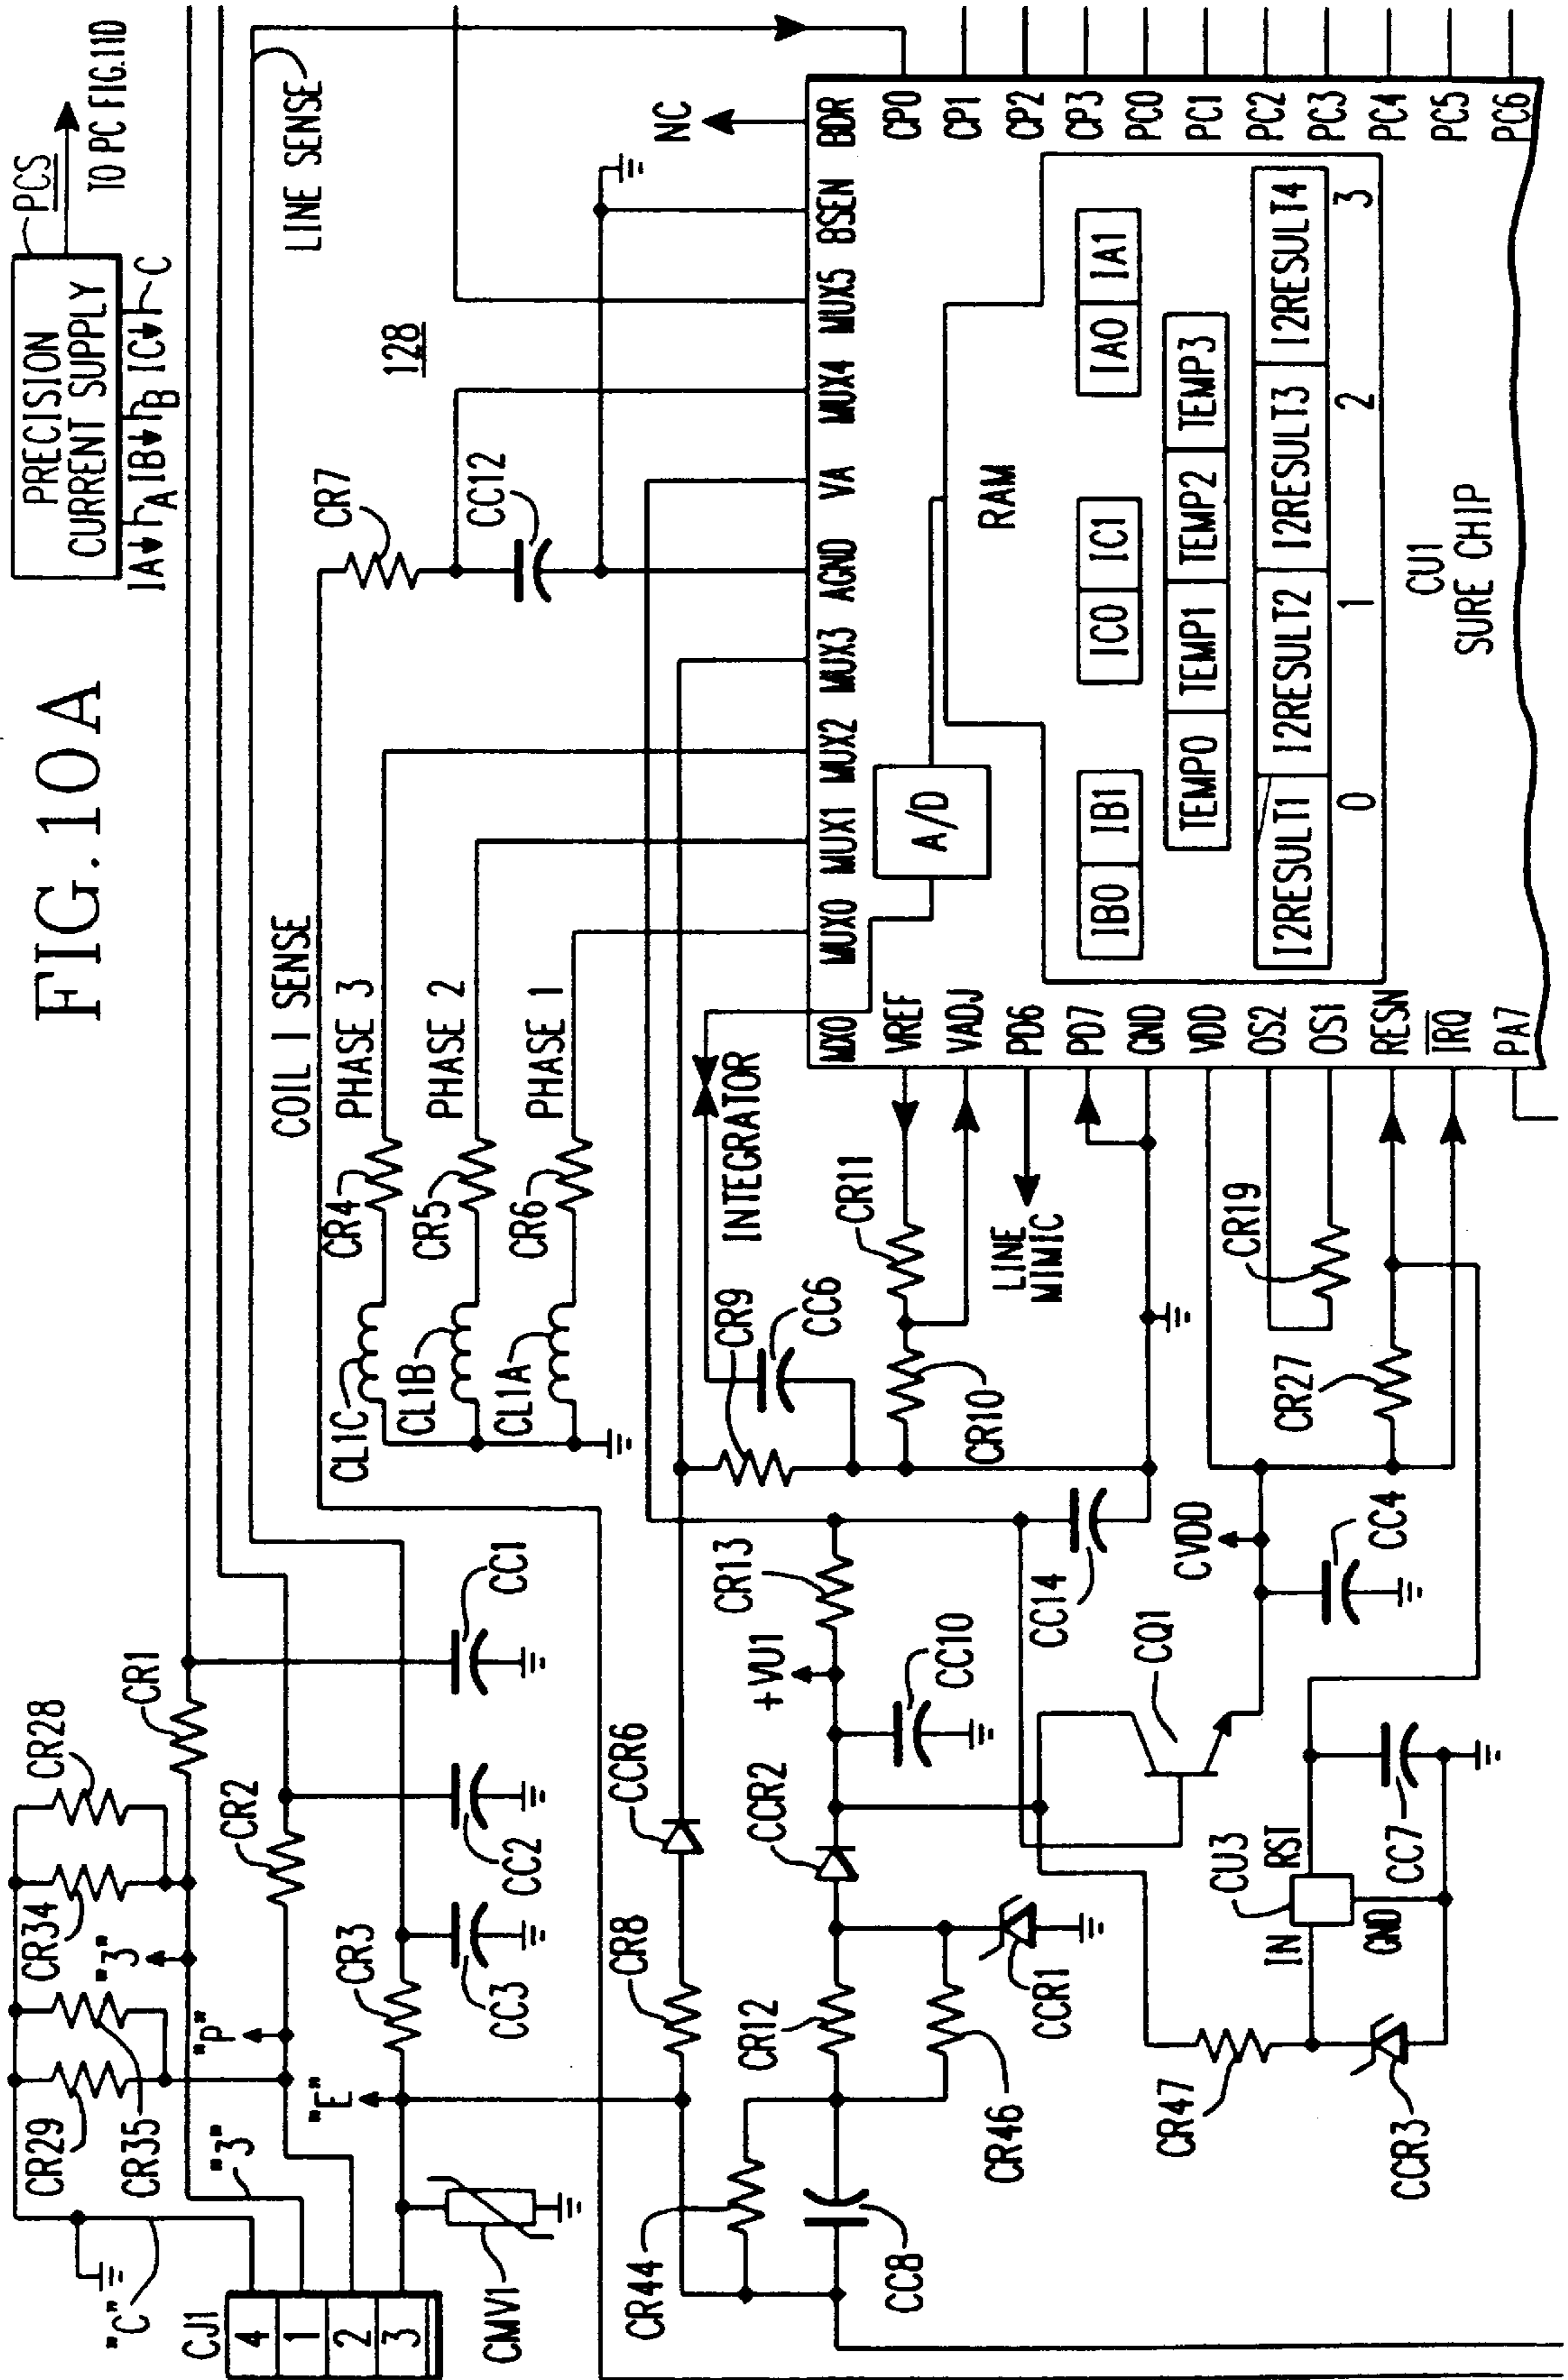 FIG.10A
PRECISION
CURRENT SUPPLY
PCS
TO PC FIG.11D
IA IB IC
A B C
CR28
CR34
CR29
CR35
"3"
"P"
CR1
"3"
"C"
CJ1
4
1
2
3
CR2
CC1
CC2
CR3
CC3
"E"
CMV1
LINE SENSE
COIL I SENSE
CR7
CC12
128
NC
CL1C
CR4
PHASE 3
CL1B
CR5
PHASE 2
CL1A
CR6
PHASE 1
CR8
CCR6
CR9
CC6
INTEGRATOR
CR44
CC8
CR12
CR46
CCR1
CCR2
+VU1
CC10
CR13
CC14
CR10
CR11
LINE
MIMIC
CQ1
CVDD
CC4
CR19
CR27
CR47
CCR3
CU3
IN
RST
GND
CC7
MXO MUX0 MUX1 MUX2 MUX3 AGND VA MUX4 MUX5 BSEN BDR
VREF
VADJ
PD6
PD7
GND
VDD
OS2
OS1
RESN
IRQ
PA7
CP0
CP1
CP2
CP3
PC0
PC1
PC2
PC3
PC4
PC5
PC6
A/D
RAM
IB0 IB1 IC0 IC1 IA0 IA1
TEMP0 TEMP1 TEMP2 TEMP3
I2RESULT1 I2RESULT2 I2RESULT3 I2RESULT4
0 1 2 3
CU1
SURE CHIP